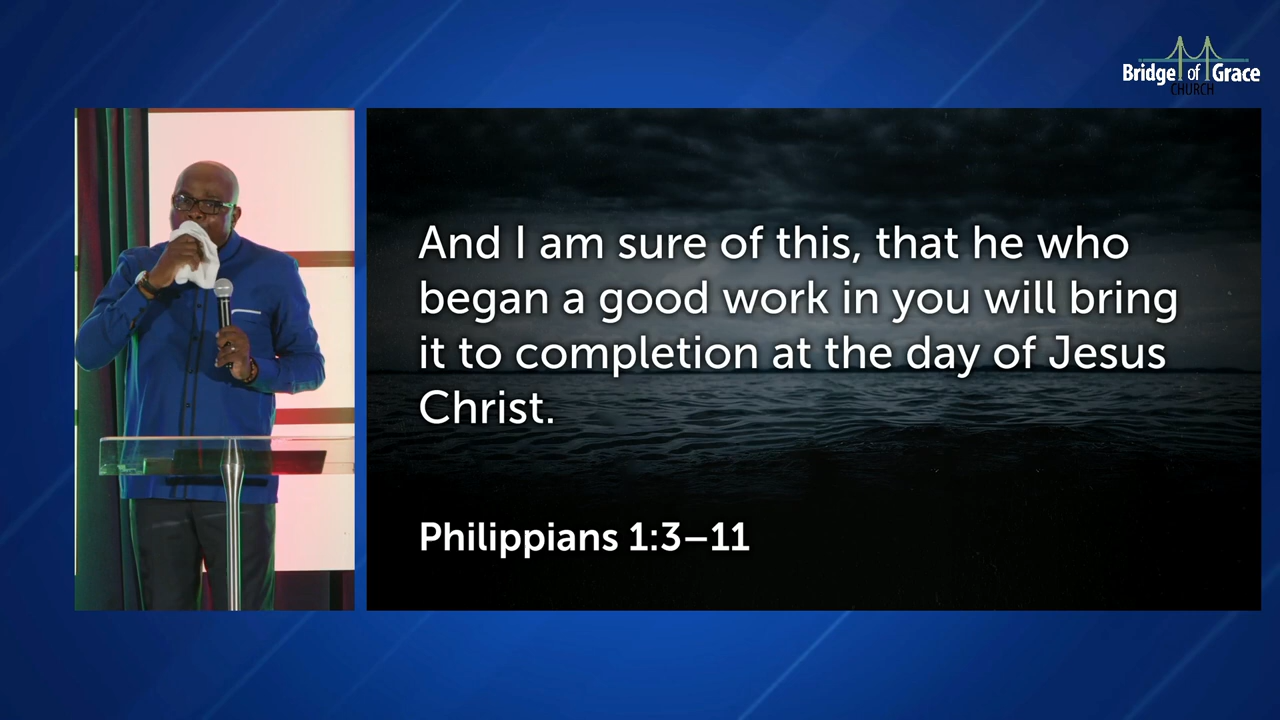 Bridge of Grace
CHURCH
And I am sure of this, that he who
began a good work in you will bring
it to completion at the day of Jesus
Christ.
Philippians 1:3–11